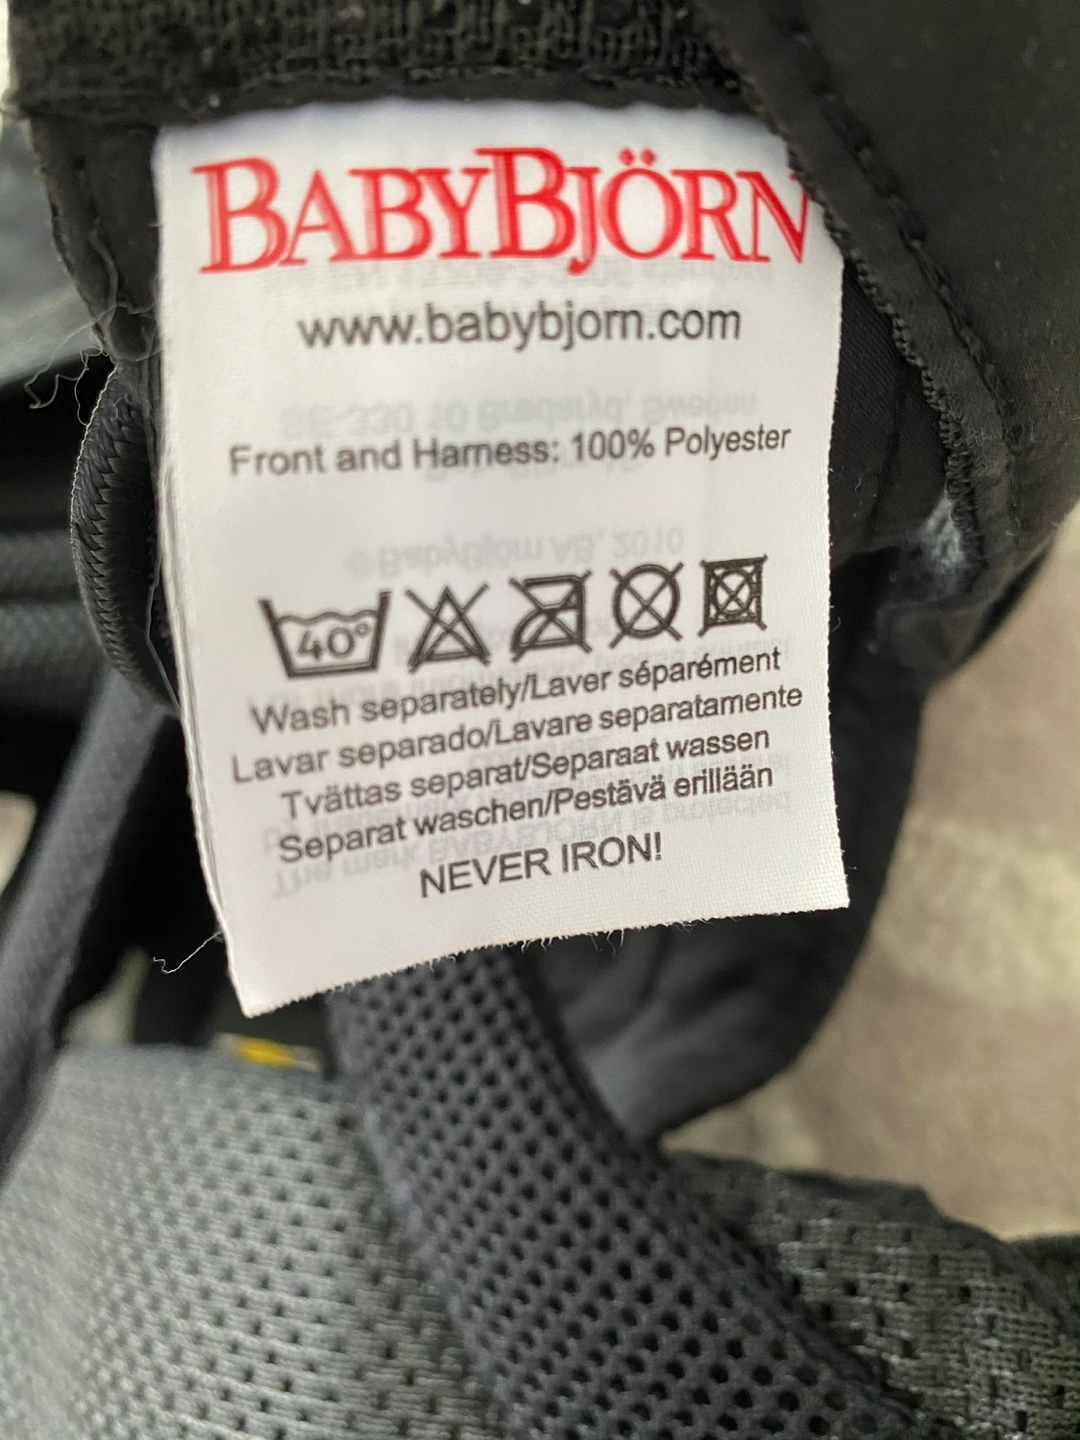 BABYBJÖRN
www.babybjorn.com
Front and Harness: 100% Polyester
40°
Wash separately/Laver séparément
Lavar separado/Lavare separatamente
Tvättas separat/Separaat wassen
Separat waschen/Pestävä erillään
NEVER IRON!